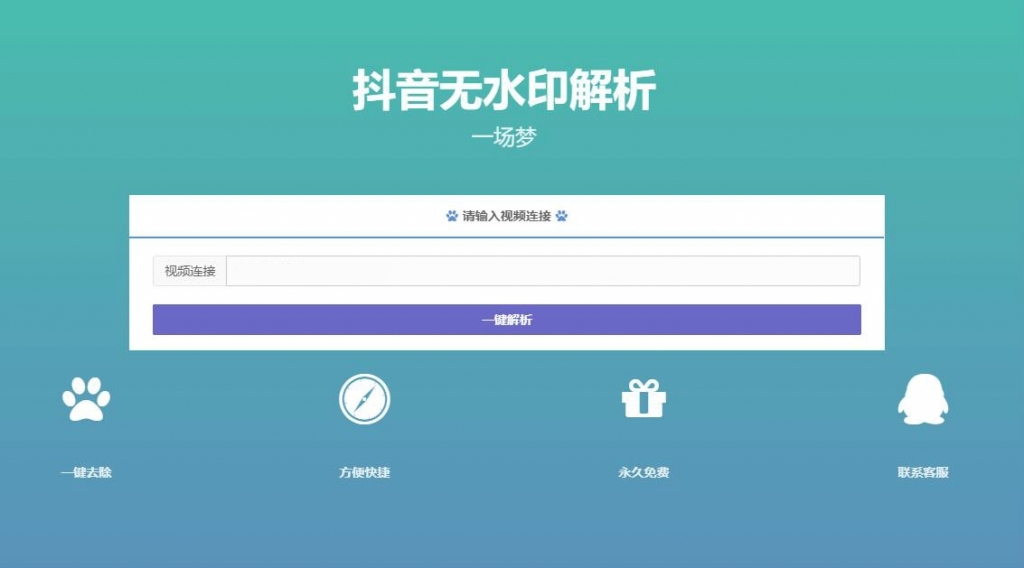 抖音无水印解析
一场梦
请输入视频连接
视频连接
一键解析
一键去除
方便快捷
永久免费
联系客服